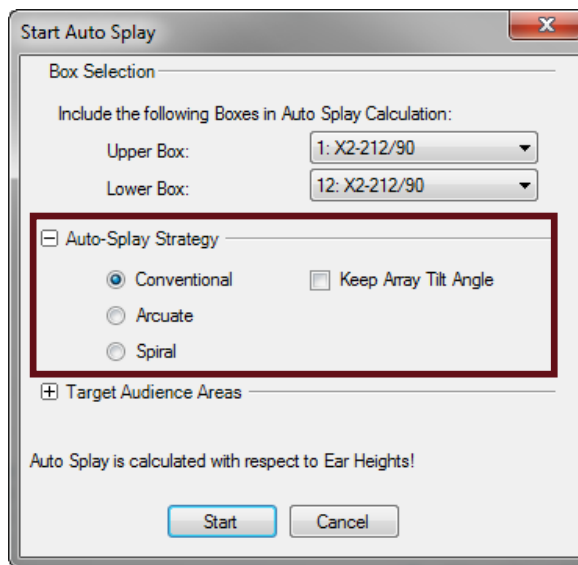 Start Auto Splay
Box Selection
Include the following Boxes in Auto Splay Calculation:
Upper Box: 1: X2-212/90
Lower Box: 12: X2-212/90
Auto-Splay Strategy
Conventional Keep Array Tilt Angle
Arcuate
Spiral
Target Audience Areas
Auto Splay is calculated with respect to Ear Heights!
Start Cancel